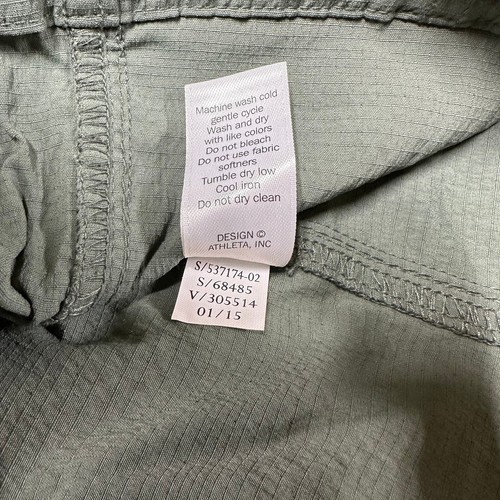 Machine wash cold
gentle cycle
Wash and dry
with like colors
Do not bleach
Do not use fabric
softners
Tumble dry low
Cool iron
Do not dry clean
DESIGN ©
ATHLETA, INC
S/537174-02
S/68485
V/305514
01/15